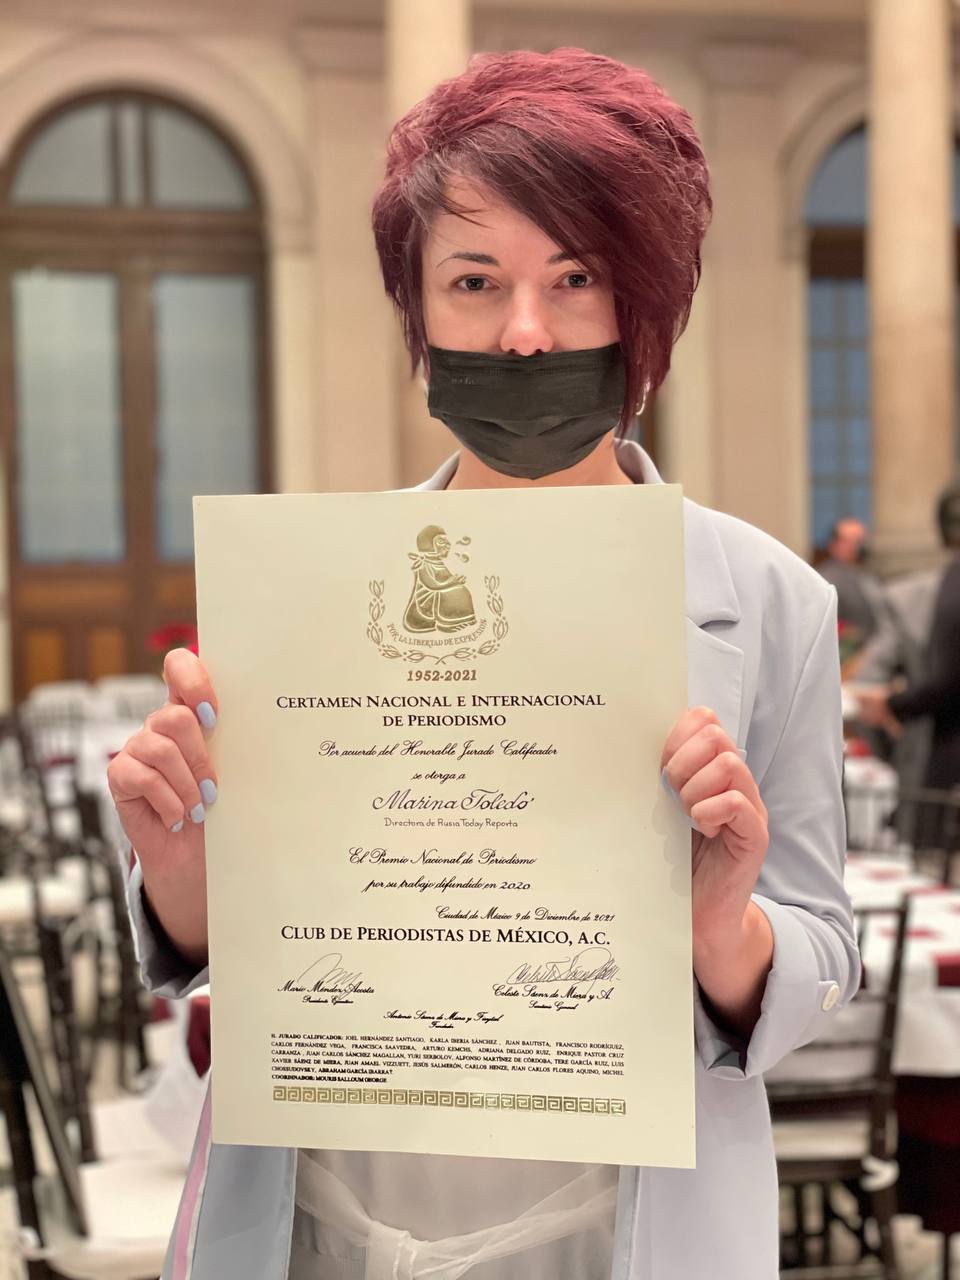 POR LA LIBERTAD DE EXPRESIÓN
1952-2021
CERTAMEN NACIONAL E INTERNACIONAL
DE PERIODISMO
Por acuerdo del Honorable Jurado Calificador
se otorga a
Marina Toledo
Directora de Rusia Today Reporta
El Premio Nacional de Periodismo
por su trabajo difundido en 2020
Ciudad de México 9 de Diciembre de 2021
CLUB DE PERIODISTAS DE MÉXICO, A.C.
Mario Méndez Acosta
Presidente Ejecutivo
Celeste Sáenz de Miera y A.
Secretaria General
Antonio Sáenz de Miera y Fieytal
Fundador
H. JURADO CALIFICADOR: JOEL HERNÁNDEZ SANTIAGO, KARLA IBERIA SÁNCHEZ , JUAN BAUTISTA, FRANCISCO RODRÍGUEZ,
CARLOS FERNÁNDEZ VEGA, FRANCISCA SAAVEDRA, ARTURO KEMCHS, ADRIANA DELGADO RUIZ, ENRIQUE PASTOR CRUZ
CARRANZA , JUAN CARLOS SÁNCHEZ MAGALLAN, YURI SERBOLOV, ALFONSO MARTÍNEZ DE CÓRDOBA, TERE GARCÍA RUIZ, LUIS
XAVIER SÁENZ DE MIERA, JUAN AMAEL VIZZUETT, JESÚS SALMERÓN, CARLOS HENZE, JUAN CARLOS FLORES AQUINO, MICHEL
CHOSSUDOVSKY, ABRAHAM GARCÍA IBARRA†.
COORDINADOR: MOURIS SALLOUM GEORGE